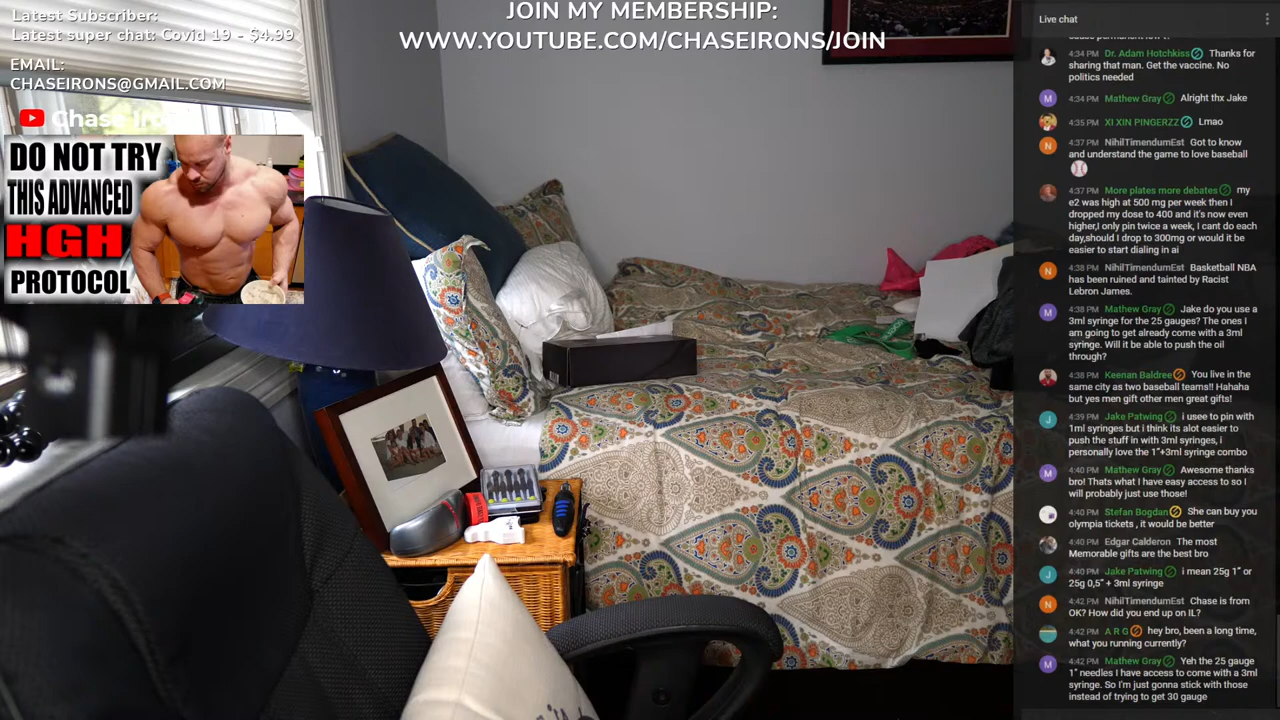 Latest Subscriber:
Latest super chat: Covid 19 - $4.99
EMAIL:
CHASEIRONS@GMAIL.COM
Chase
DO NOT TRY
THIS ADVANCED
HGH
PROTOCOL
JOIN MY MEMBERSHIP:
WWW.YOUTUBE.COM/CHASEIRONS/JOIN
Live chat
4:34 PM Dr. Adam Hotchkiss Thanks for
sharing that man. Get the vaccine. No
politics needed
4:34 PM Mathew Gray Alright thx Jake
4:35 PM XI XIN PINGERZZ Lmao
4:37 PM NihilTimendumEst Got to know
and understand the game to love baseball
4:37 PM More plates more debates my
e2 was high at 500 mg per week then I
dropped my dose to 400 and it's now even
higher,I only pin twice a week, I cant do each
day,should I drop to 300mg or would it be
easier to start dialing in ai
4:38 PM NihilTimendumEst Basketball NBA
has been ruined and tainted by Racist
Lebron James.
4:38 PM Mathew Gray Jake do you use a
3ml syringe for the 25 gauges? The ones I
am going to get already come with a 3ml
syringe. Will it be able to push the oil
through?
4:38 PM Keenan Baldree You live in the
same city as two baseball teams!! Hahaha
but yes men gift other men great gifts!
4:39 PM Jake Patwing i usee to pin with
1ml syringes but i think its alot easier to
push the stuff in with 3ml syringes, i
personally love the 1"+3ml syringe combo
4:40 PM Mathew Gray Awesome thanks
bro! Thats what I have easy access to so I
will probably just use those!
4:40 PM Stefan Bogdan She can buy you
olympia tickets , it would be better
4:40 PM Edgar Calderon The most
Memorable gifts are the best bro
4:40 PM Jake Patwing i mean 25g 1" or
25g 0,5" + 3ml syringe
4:42 PM NihilTimendumEst Chase is from
OK? How did you end up on IL?
4:42 PM A R G hey bro, been a long time,
what you running currently?
4:42 PM Mathew Gray Yeh the 25 gauge
1" needles I have access to come with a 3ml
syringe. So I'm just gonna stick with those
instead of trying to get 30 gauge